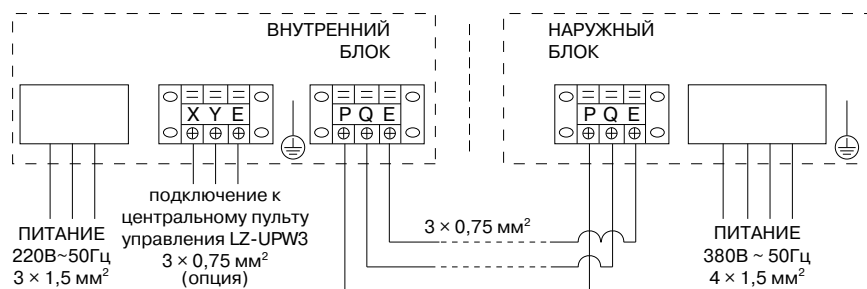 ВНУТРЕННИЙ
БЛОК
НАРУЖНЫЙ
БЛОК
X Y E
P Q E
P Q E
подключение к
центральному пульту
управления LZ-UPW3
3 × 0,75 мм²
(опция)
3 × 0,75 мм²
ПИТАНИЕ
220В~50Гц
3 × 1,5 мм²
ПИТАНИЕ
380В ~ 50Гц
4 × 1,5 мм²